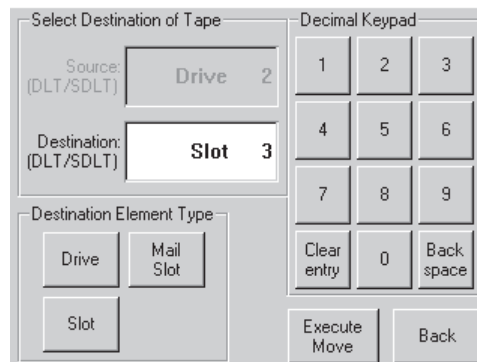 Select Destination of Tape
Source:
(DLT/SDLT)
Drive 2
Destination:
(DLT/SDLT)
Slot 3
Destination Element Type
Drive
Mail
Slot
Slot
Decimal Keypad
1 2 3
4 5 6
7 8 9
Clear
entry
0
Back
space
Execute
Move
Back